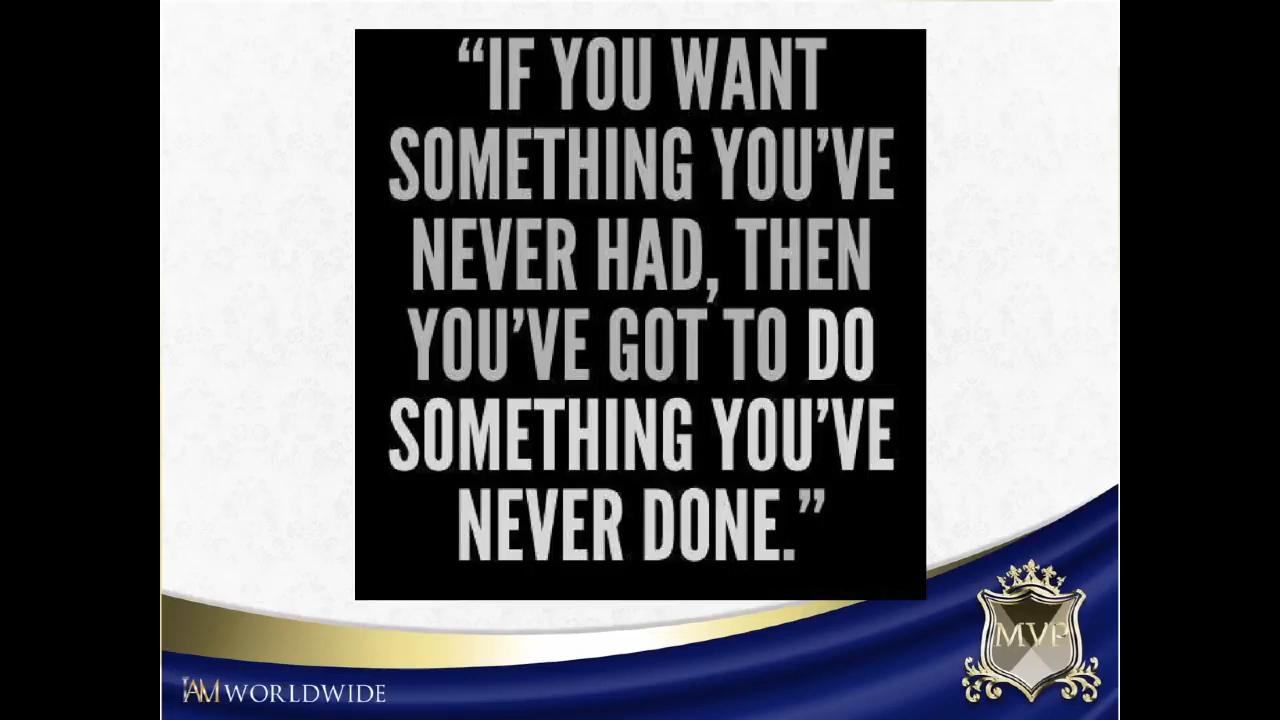 “IF YOU WANT
SOMETHING YOU’VE
NEVER HAD, THEN
YOU’VE GOT TO DO
SOMETHING YOU’VE
NEVER DONE.”
MVP
IAM WORLDWIDE